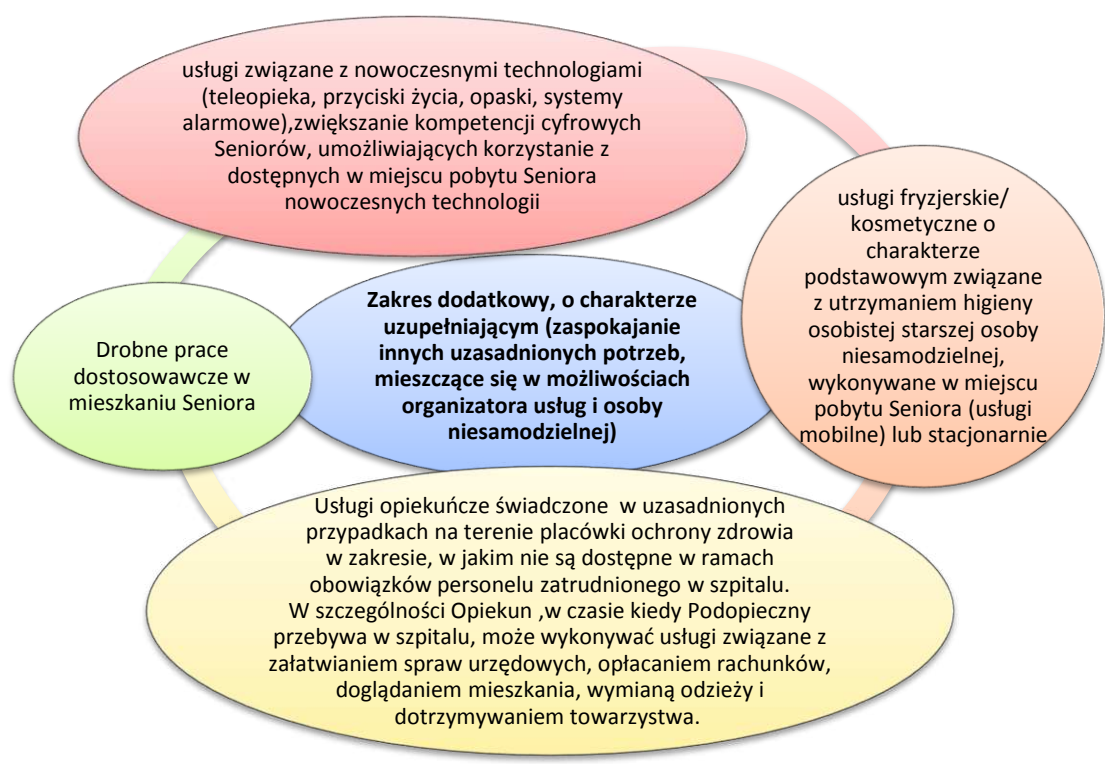 usługi związane z nowoczesnymi technologiami
(teleopieka, przyciski życia, opaski, systemy
alarmowe),zwiększanie kompetencji cyfrowych
Seniorów, umożliwiających korzystanie z
dostępnych w miejscu pobytu Seniora
nowoczesnych technologii
usługi fryzjerskie/
kosmetyczne o
charakterze
podstawowym związane
z utrzymaniem higieny
osobistej starszej osoby
niesamodzielnej,
wykonywane w miejscu
pobytu Seniora (usługi
mobilne) lub stacjonarnie
Zakres dodatkowy, o charakterze
uzupełniającym (zaspokajanie
innych uzasadnionych potrzeb,
mieszczące się w możliwościach
organizatora usług i osoby
niesamodzielnej)
Drobne prace
dostosowawcze w
mieszkaniu Seniora
Usługi opiekuńcze świadczone w uzasadnionych
przypadkach na terenie placówki ochrony zdrowia
w zakresie, w jakim nie są dostępne w ramach
obowiązków personelu zatrudnionego w szpitalu.
W szczególności Opiekun ,w czasie kiedy Podopieczny
przebywa w szpitalu, może wykonywać usługi związane z
załatwianiem spraw urzędowych, opłacaniem rachunków,
doglądaniem mieszkania, wymianą odzieży i
dotrzymywaniem towarzystwa.